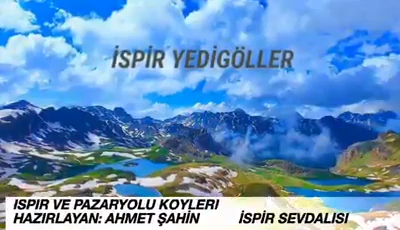 İSPİR YEDİGÖLLER
ISPIR VE PAZARYOLU KOYLERI
HAZIRLAYAN: AHMET ŞAHİN İSPİR SEVDALISI